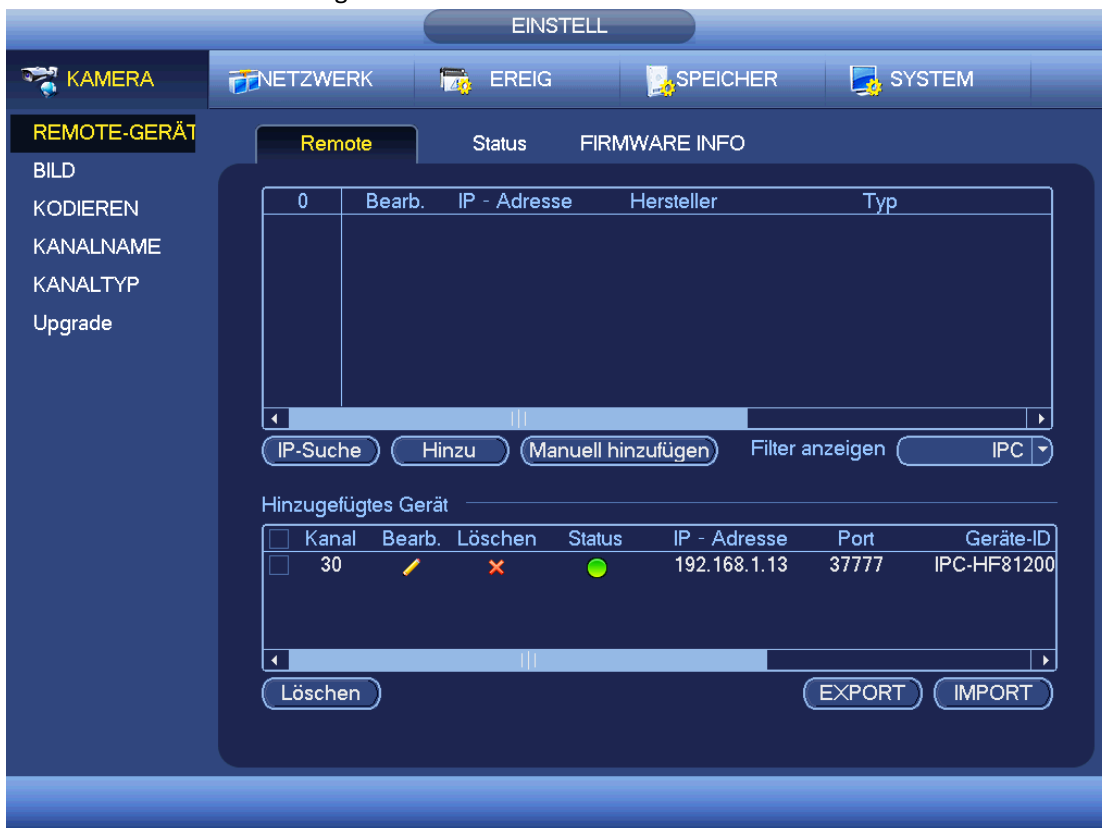 EINSTELL
KAMERA NETZWERK EREIG SPEICHER SYSTEM
REMOTE-GERÄT
BILD
KODIEREN
KANALNAME
KANALTYP
Upgrade
Remote Status FIRMWARE INFO
0 Bearb. IP - Adresse Hersteller Typ
IP-Suche Hinzu Manuell hinzufügen Filter anzeigen IPC
Hinzugefügtes Gerät
Kanal Bearb. Löschen Status IP - Adresse Port Geräte-ID
30 192.168.1.13 37777 IPC-HF81200
Löschen EXPORT IMPORT